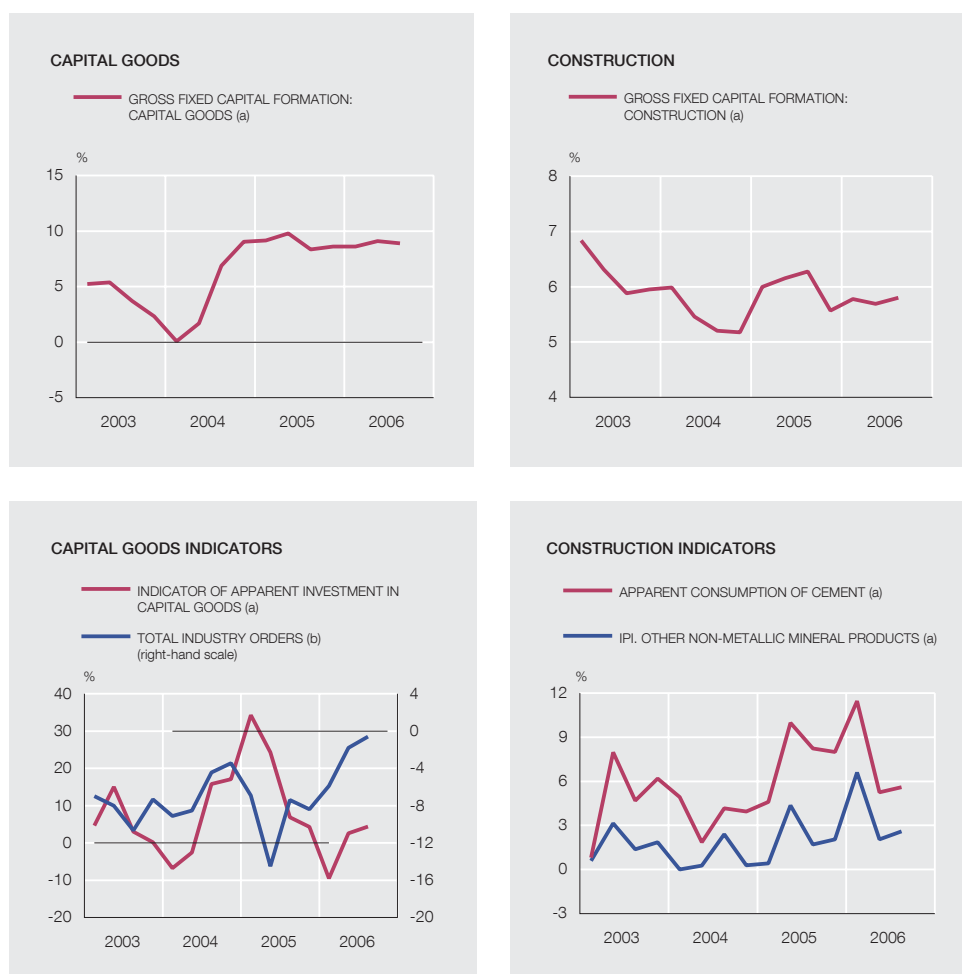 CAPITAL GOODS
GROSS FIXED CAPITAL FORMATION:
CAPITAL GOODS (a)
%
15
10
5
0
-5
2003 2004 2005 2006
CONSTRUCTION
GROSS FIXED CAPITAL FORMATION:
CONSTRUCTION (a)
%
8
7
6
5
4
2003 2004 2005 2006
CAPITAL GOODS INDICATORS
INDICATOR OF APPARENT INVESTMENT IN
CAPITAL GOODS (a)
TOTAL INDUSTRY ORDERS (b)
(right-hand scale)
%
40 4
30 0
20 -4
10 -8
0 -12
-10 -16
-20 -20
2003 2004 2005 2006
CONSTRUCTION INDICATORS
APPARENT CONSUMPTION OF CEMENT (a)
IPI. OTHER NON-METALLIC MINERAL PRODUCTS (a)
%
12
9
6
3
0
-3
2003 2004 2005 2006